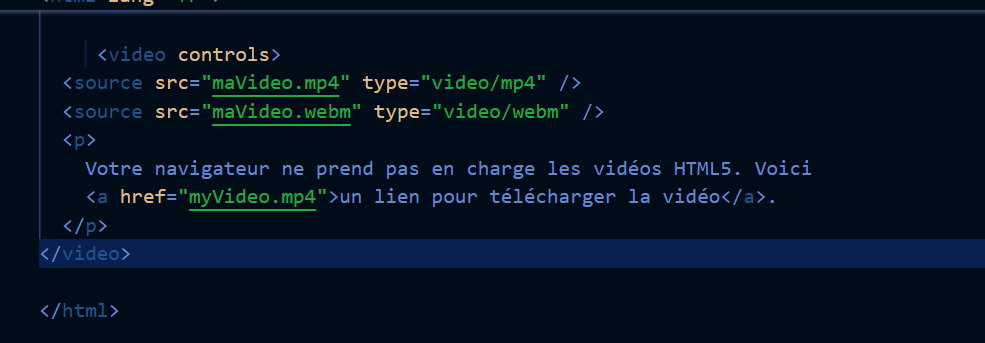 <video controls>
<source src="maVideo.mp4" type="video/mp4" />
<source src="maVideo.webm" type="video/webm" />
<p>
Votre navigateur ne prend pas en charge les vidéos HTML5. Voici
<a href="myVideo.mp4">un lien pour télécharger la vidéo</a>.
</p>
</video>
</html>